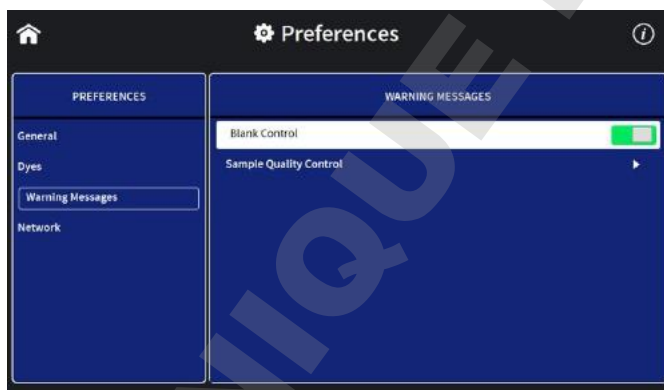 Preferences
i
PREFERENCES
General
Dyes
Warning Messages
Network
WARNING MESSAGES
Blank Control
Sample Quality Control